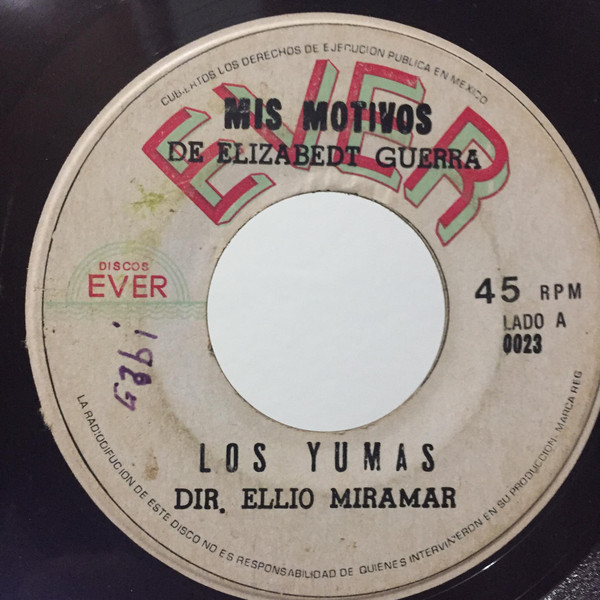 CUBIERTOS LOS DERECHOS DE EJECUCION PUBLICA EN MEXICO
EVER
MIS MOTIVOS
DE ELIZABEDT GUERRA
DISCOS
EVER
45 RPM
LADO A
0023
LOS YUMAS
DIR. ELLIO MIRAMAR
LA RADIODIFUCION DE ESTE DISCO NO ES RESPONSABILIDAD DE QUIENES INTERVINIERON EN SU PRODUCCION. MARCA REG